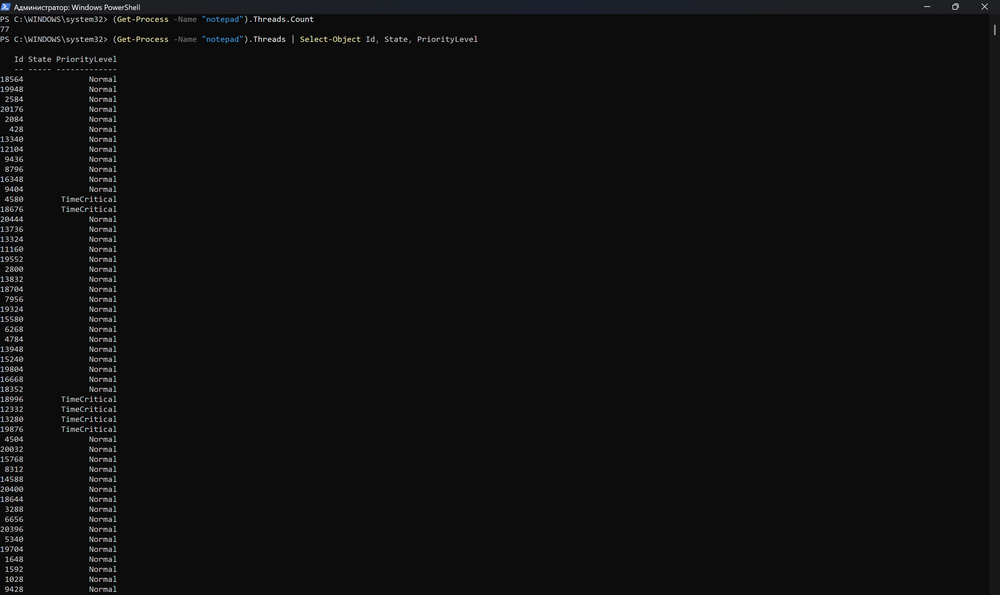 Администратор: Windows PowerShell
PS C:\WINDOWS\system32> (Get-Process -Name "notepad").Threads.Count
77
PS C:\WINDOWS\system32> (Get-Process -Name "notepad").Threads | Select-Object Id, State, PriorityLevel
Id State PriorityLevel
-- ----- -------------
18564 Normal
19948 Normal
2584 Normal
20176 Normal
2084 Normal
428 Normal
13340 Normal
12104 Normal
9436 Normal
8796 Normal
16348 Normal
9404 Normal
4580 TimeCritical
18676 TimeCritical
20444 Normal
13736 Normal
13324 Normal
11160 Normal
19552 Normal
2800 Normal
13832 Normal
18704 Normal
7956 Normal
19324 Normal
15580 Normal
6268 Normal
4784 Normal
13948 Normal
15240 Normal
19804 Normal
16668 Normal
18352 Normal
18996 TimeCritical
12332 TimeCritical
13280 TimeCritical
19876 TimeCritical
4504 Normal
20032 Normal
15768 Normal
8312 Normal
14588 Normal
20400 Normal
18644 Normal
3288 Normal
6656 Normal
20396 Normal
5340 Normal
19704 Normal
1648 Normal
1592 Normal
1028 Normal
9428 Normal